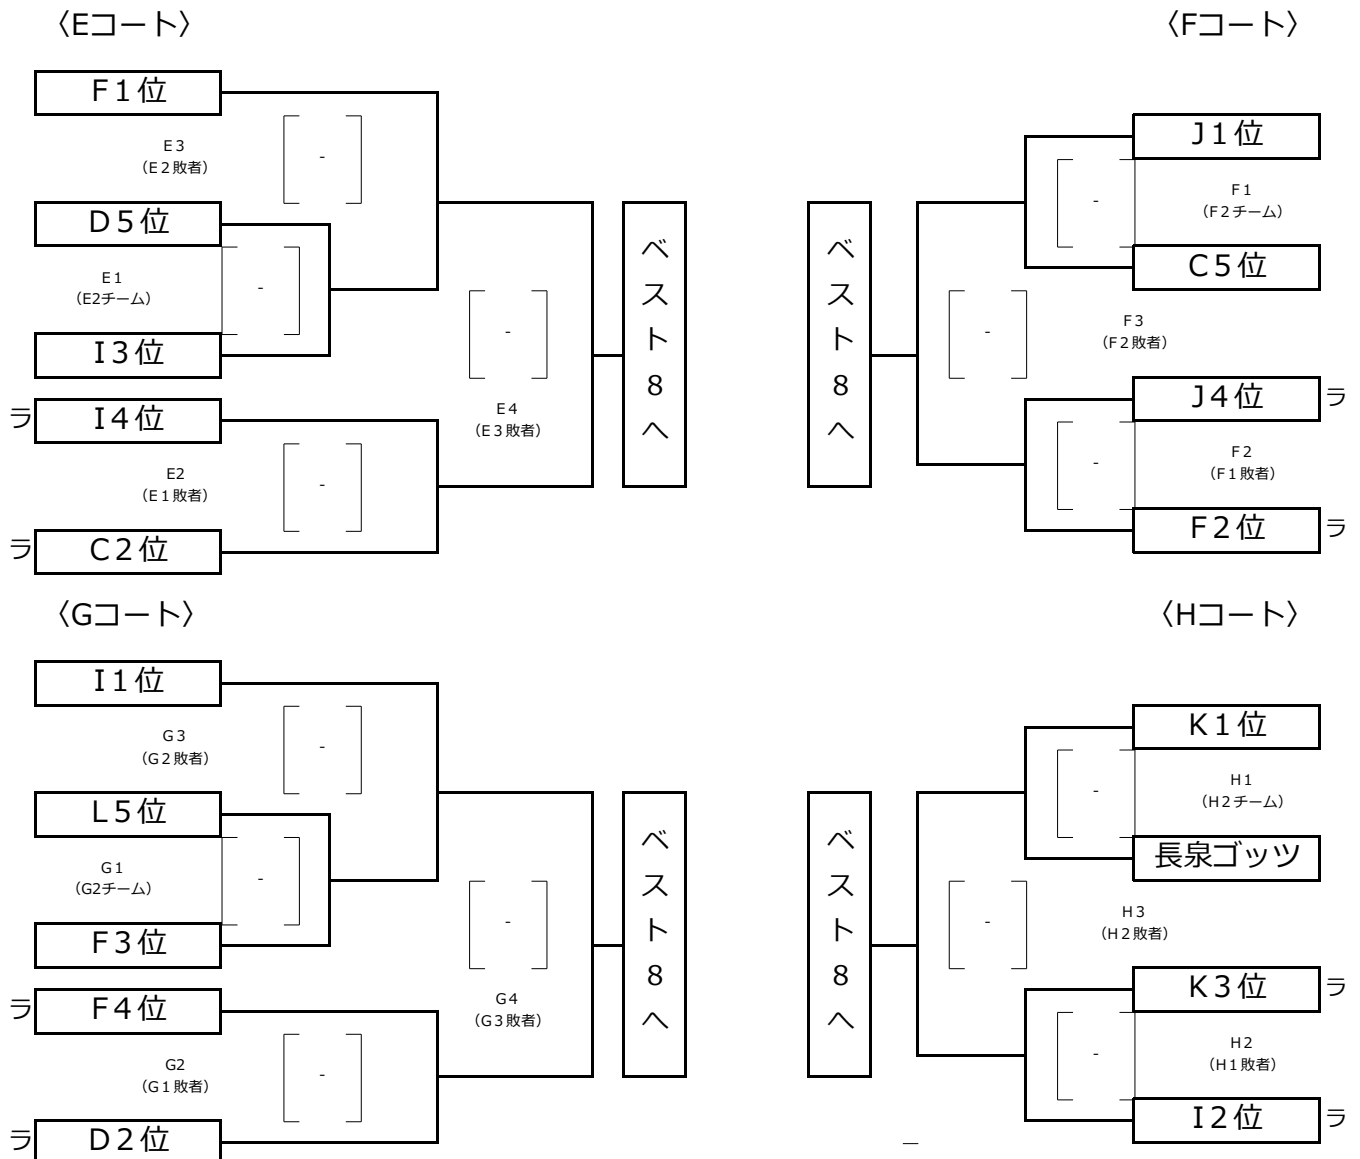 〈Eコート〉
F1位
E3
（E2敗者）
-
D5位
E1
（E2チーム）
-
I3位
ラ I4位
E2
（E1敗者）
-
ラ C2位
-
E4
（E3敗者）
ベスト8へ
〈Fコート〉
J1位
-
F1
（F2チーム）
C5位
ベスト8へ
-
F3
（F2敗者）
J4位 ラ
-
F2
（F1敗者）
F2位 ラ
〈Gコート〉
I1位
G3
（G2敗者）
-
L5位
G1
（G2チーム）
-
F3位
ラ F4位
G2
（G1敗者）
-
ラ D2位
-
G4
（G3敗者）
ベスト8へ
〈Hコート〉
K1位
-
H1
（H2チーム）
長泉ゴッツ
ベスト8へ
-
H3
（H2敗者）
K3位 ラ
-
H2
（H1敗者）
I2位 ラ